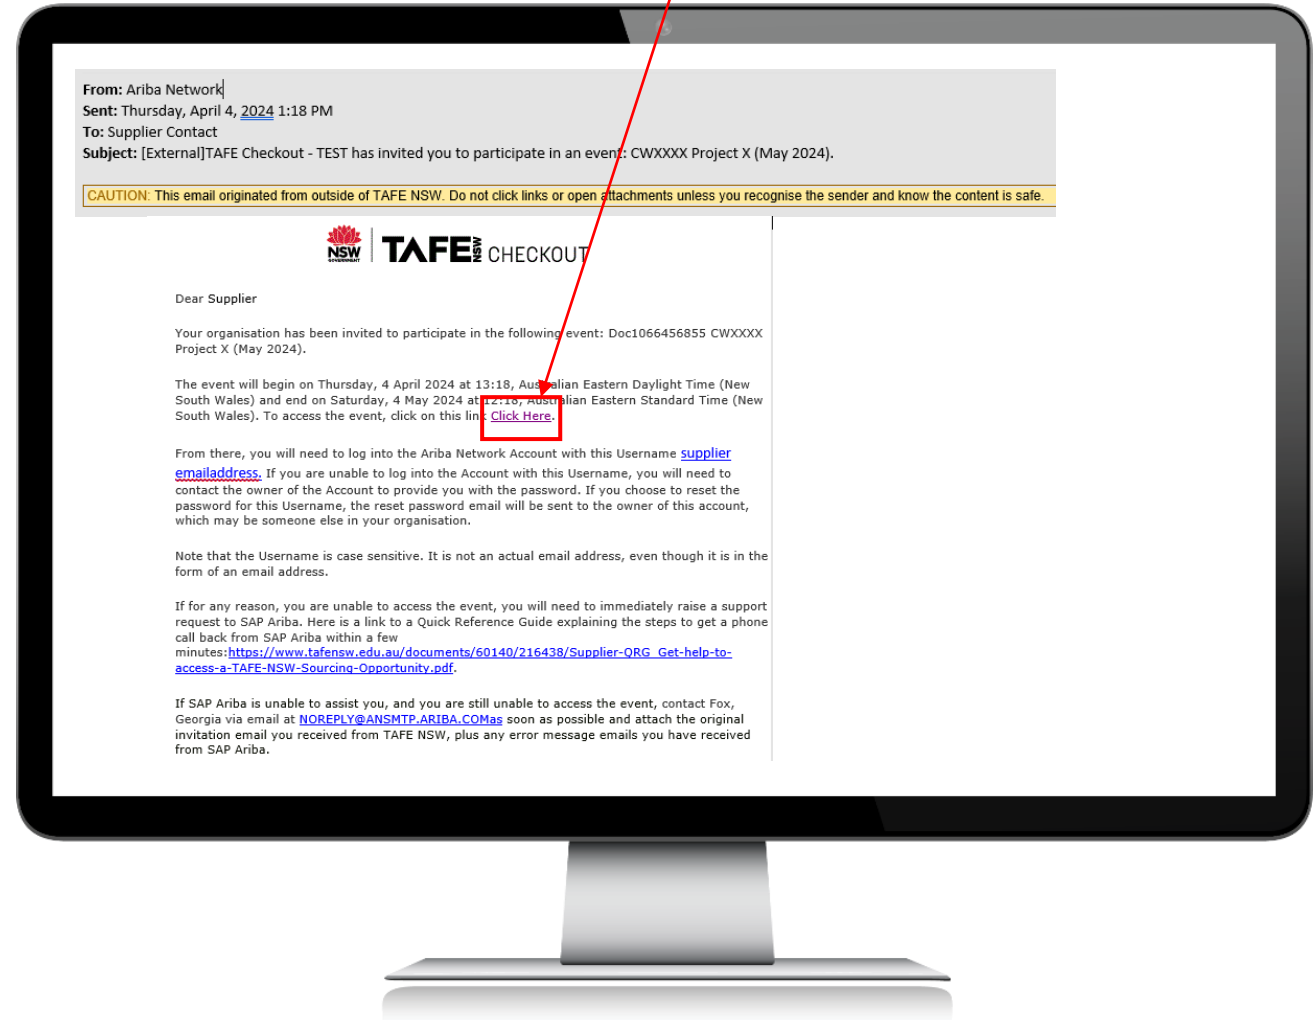 From: Ariba Network
Sent: Thursday, April 4, 2024 1:18 PM
To: Supplier Contact
Subject: [External]TAFE Checkout - TEST has invited you to participate in an event: CWXXXX Project X (May 2024).
CAUTION: This email originated from outside of TAFE NSW. Do not click links or open attachments unless you recognise the sender and know the content is safe.
NSW GOVERNMENT TAFE NSW CHECKOUT
Dear Supplier
Your organisation has been invited to participate in the following event: Doc1066456855 CWXXXX
Project X (May 2024).
The event will begin on Thursday, 4 April 2024 at 13:18, Australian Eastern Daylight Time (New
South Wales) and end on Saturday, 4 May 2024 at 12:18, Australian Eastern Standard Time (New
South Wales). To access the event, click on this link Click Here.
From there, you will need to log into the Ariba Network Account with this Username supplier
emailaddress. If you are unable to log into the Account with this Username, you will need to
contact the owner of the Account to provide you with the password. If you choose to reset the
password for this Username, the reset password email will be sent to the owner of this account,
which may be someone else in your organisation.
Note that the Username is case sensitive. It is not an actual email address, even though it is in the
form of an email address.
If for any reason, you are unable to access the event, you will need to immediately raise a support
request to SAP Ariba. Here is a link to a Quick Reference Guide explaining the steps to get a phone
call back from SAP Ariba within a few
minutes:https://www.tafensw.edu.au/documents/60140/216438/Supplier-QRG_Get-help-to-
access-a-TAFE-NSW-Sourcing-Opportunity.pdf.
If SAP Ariba is unable to assist you, and you are still unable to access the event, contact Fox,
Georgia via email at NOREPLY@ANSMTP.ARIBA.COMas soon as possible and attach the original
invitation email you received from TAFE NSW, plus any error message emails you have received
from SAP Ariba.